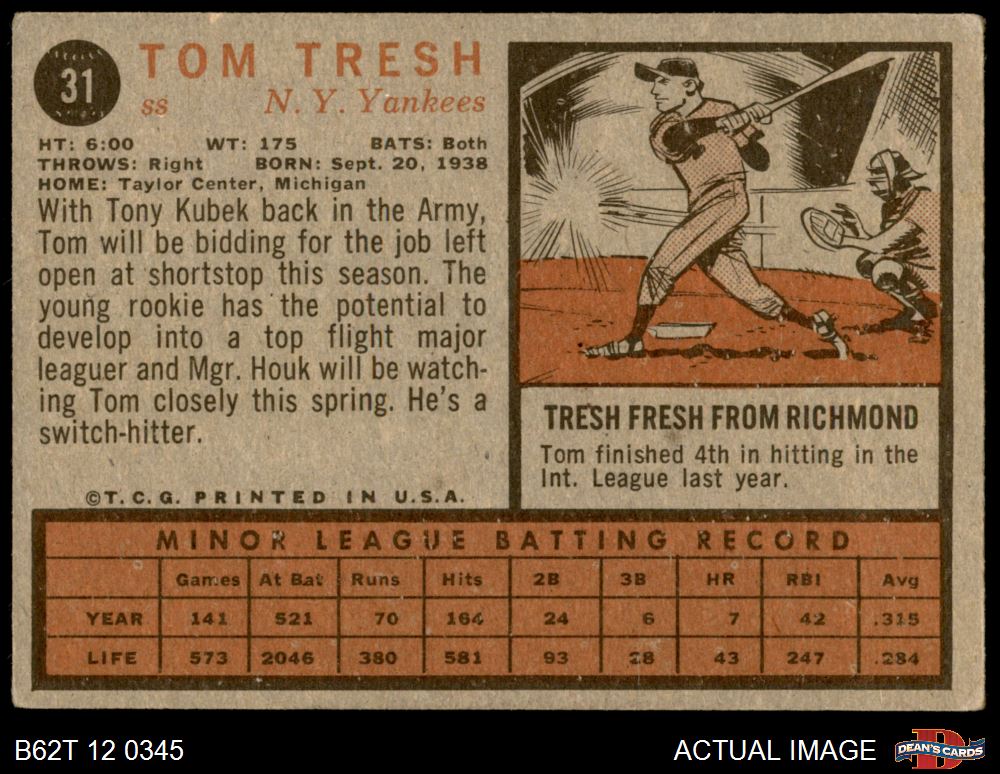 31
TOM TRESH
ss N. Y. Yankees
HT: 6:00 WT: 175 BATS: Both
THROWS: Right BORN: Sept. 20, 1938
HOME: Taylor Center, Michigan
With Tony Kubek back in the Army,
Tom will be bidding for the job left
open at shortstop this season. The
young rookie has the potential to
develop into a top flight major
leaguer and Mgr. Houk will be watch-
ing Tom closely this spring. He's a
switch-hitter.
©T.C.G. PRINTED IN U.S.A.
TRESH FRESH FROM RICHMOND
Tom finished 4th in hitting in the
Int. League last year.
MINOR LEAGUE BATTING RECORD
Games At Bat Runs Hits 2B 3B HR RBI Avg
YEAR 141 521 70 164 24 6 7 42 .315
LIFE 573 2046 380 581 93 28 43 247 .284
B62T 12 0345
ACTUAL IMAGE
D
DEAN'S CARDS